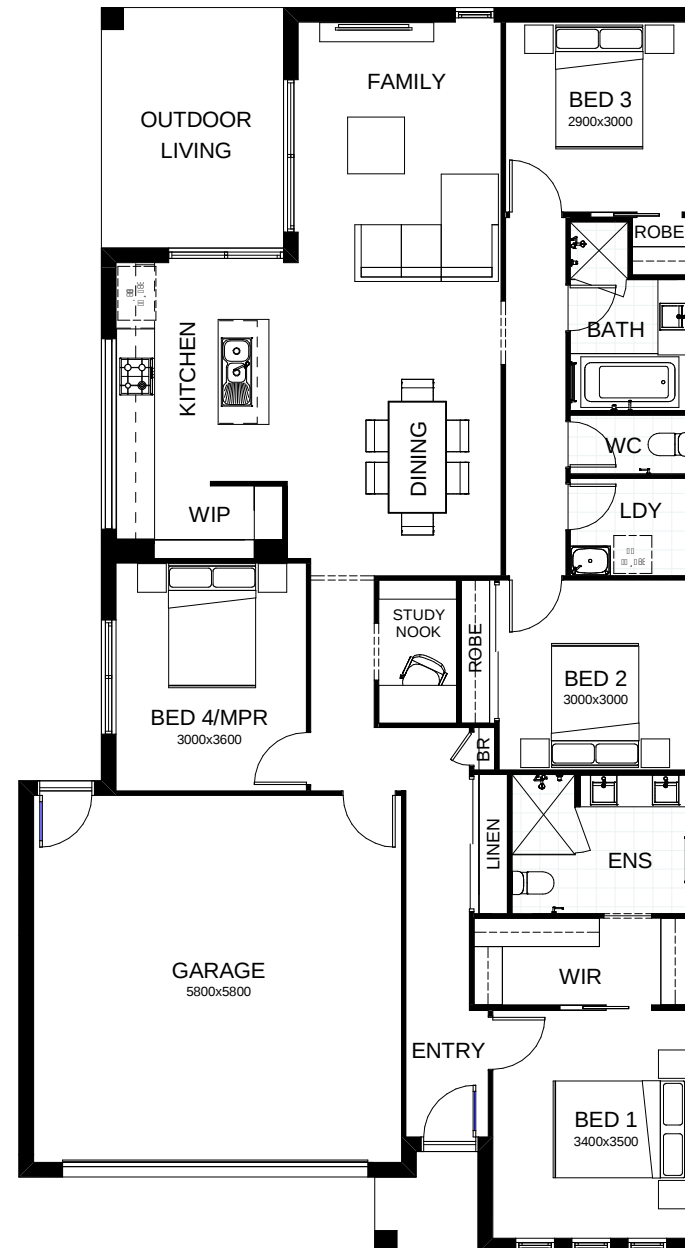 FAMILY
BED 3
2900x3000
OUTDOOR
LIVING
ROBE
BATH
KITCHEN
DINING
WC
WIP
LDY
STUDY
NOOK
ROBE
BED 2
3000x3000
BED 4/MPR
3000x3600
BR
LINEN
ENS
GARAGE
5800x5800
WIR
ENTRY
BED 1
3400x3500